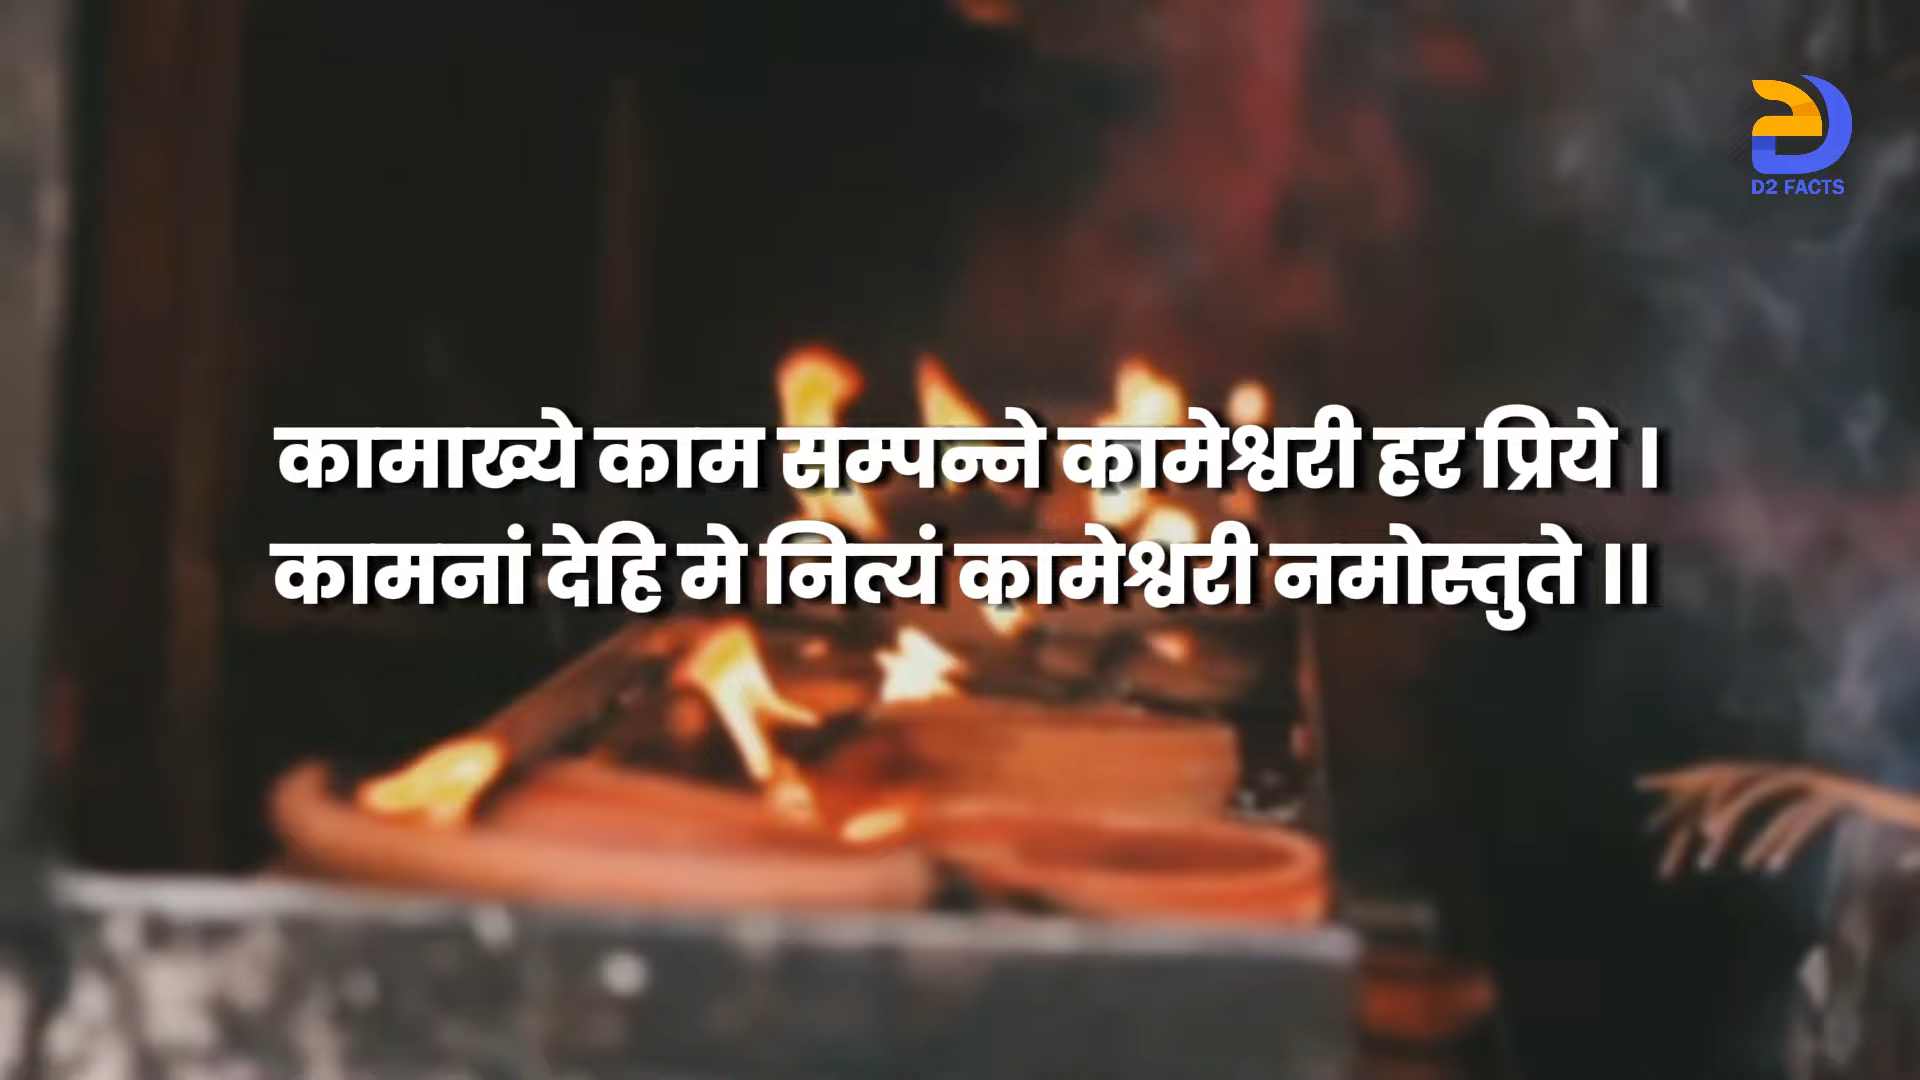 D2 FACTS
कामाख्ये काम सम्पन्ने कामेश्वरी हर प्रिये ।
कामनां देहि मे नित्यं कामेश्वरी नमोस्तुते ।।